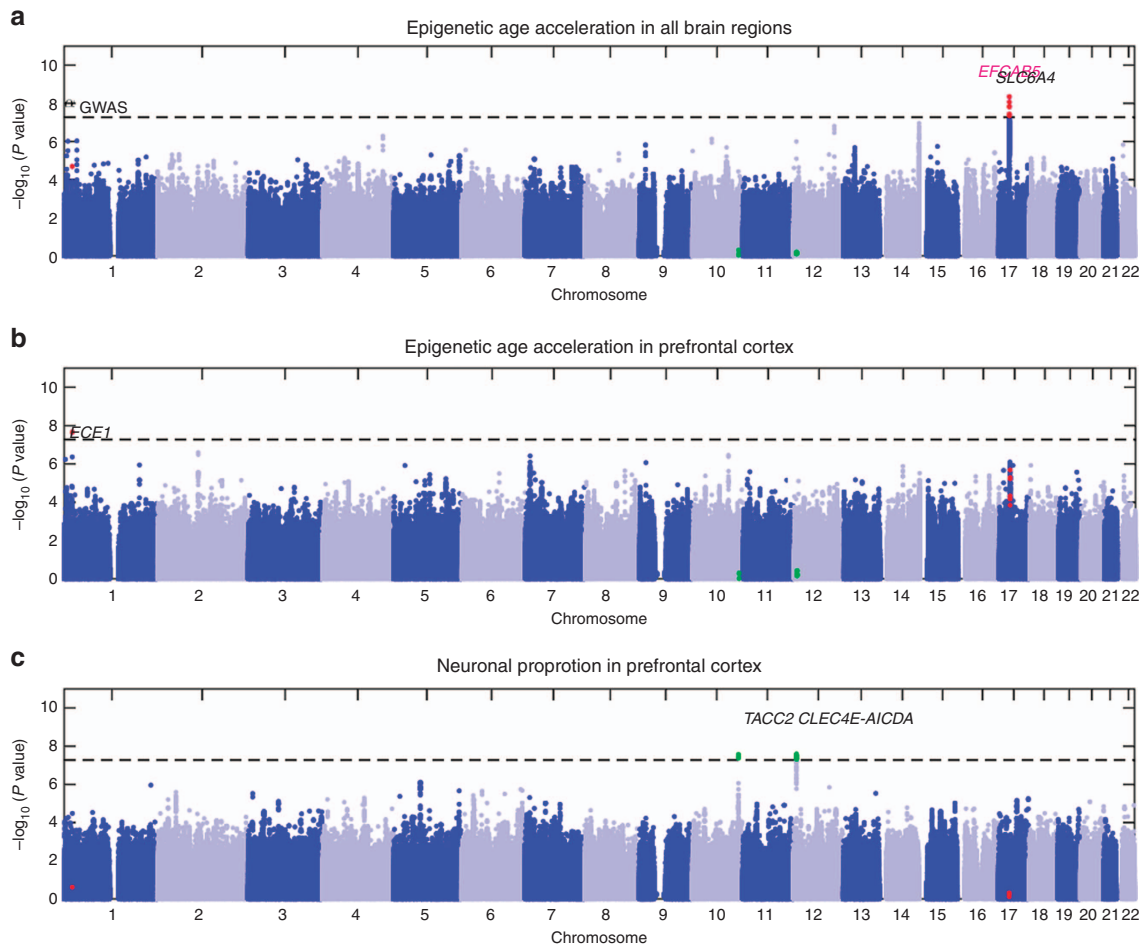 a
Epigenetic age acceleration in all brain regions
10
8
6
4
2
0
–log10 (P value)
GWAS
EFCAB5
SLC6A4
1 2 3 4 5 6 7 8 9 10 11 12 13 14 15 16 17 18 19 20 21 22
Chromosome
b
Epigenetic age acceleration in prefrontal cortex
10
8
6
4
2
0
–log10 (P value)
ECE1
1 2 3 4 5 6 7 8 9 10 11 12 13 14 15 16 17 18 19 20 21 22
Chromosome
c
Neuronal proprotion in prefrontal cortex
10
8
6
4
2
0
–log10 (P value)
TACC2 CLEC4E-AICDA
1 2 3 4 5 6 7 8 9 10 11 12 13 14 15 16 17 18 19 20 21 22
Chromosome